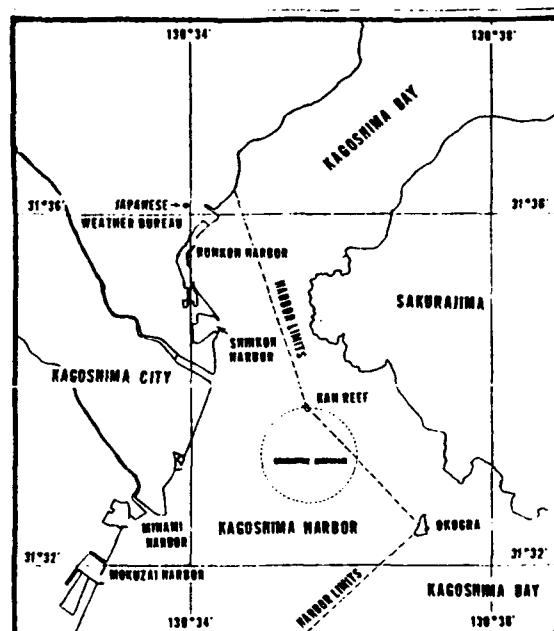 130°34'
130°38'
KAGOSHIMA BAY
JAPANESE
31°36'
31°36'
WEATHER BUREAU
HONKOH HARBOR
HARBOR LIMITS
SAKURAJIMA
SHINKOH
HARBOR
KAGOSHIMA CITY
KAN REEF
MINAMI
HARBOR
KAGOSHIMA HARBOR
OKOGRA
31°32'
31°32'
MOKUZAI HARBOR
KAGOSHIMA BAY
HARBOR LIMITS
130°34'
130°38'